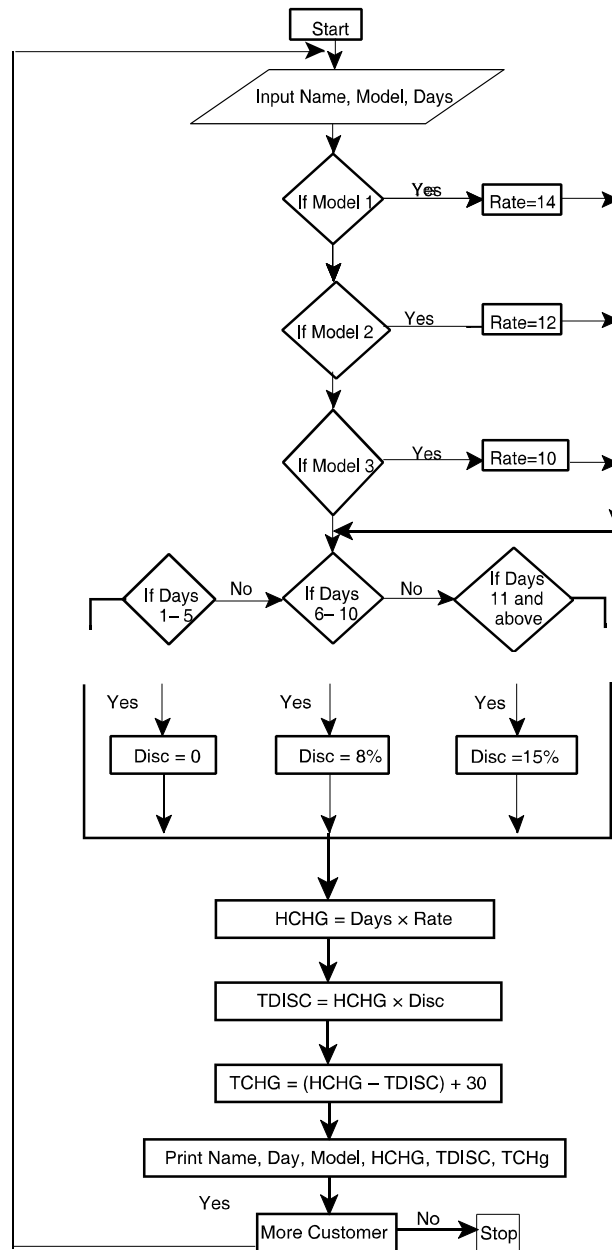 Start
Input Name, Model, Days
If Model 1
Yes
Rate=14
If Model 2
Yes
Rate=12
If Model 3
Yes
Rate=10
If Days
1– 5
No
If Days
6– 10
No
If Days
11 and
above
Yes
Yes
Yes
Disc = 0
Disc = 8%
Disc =15%
HCHG = Days × Rate
TDISC = HCHG × Disc
TCHG = (HCHG – TDISC) + 30
Print Name, Day, Model, HCHG, TDISC, TCHg
Yes
More Customer
No
Stop